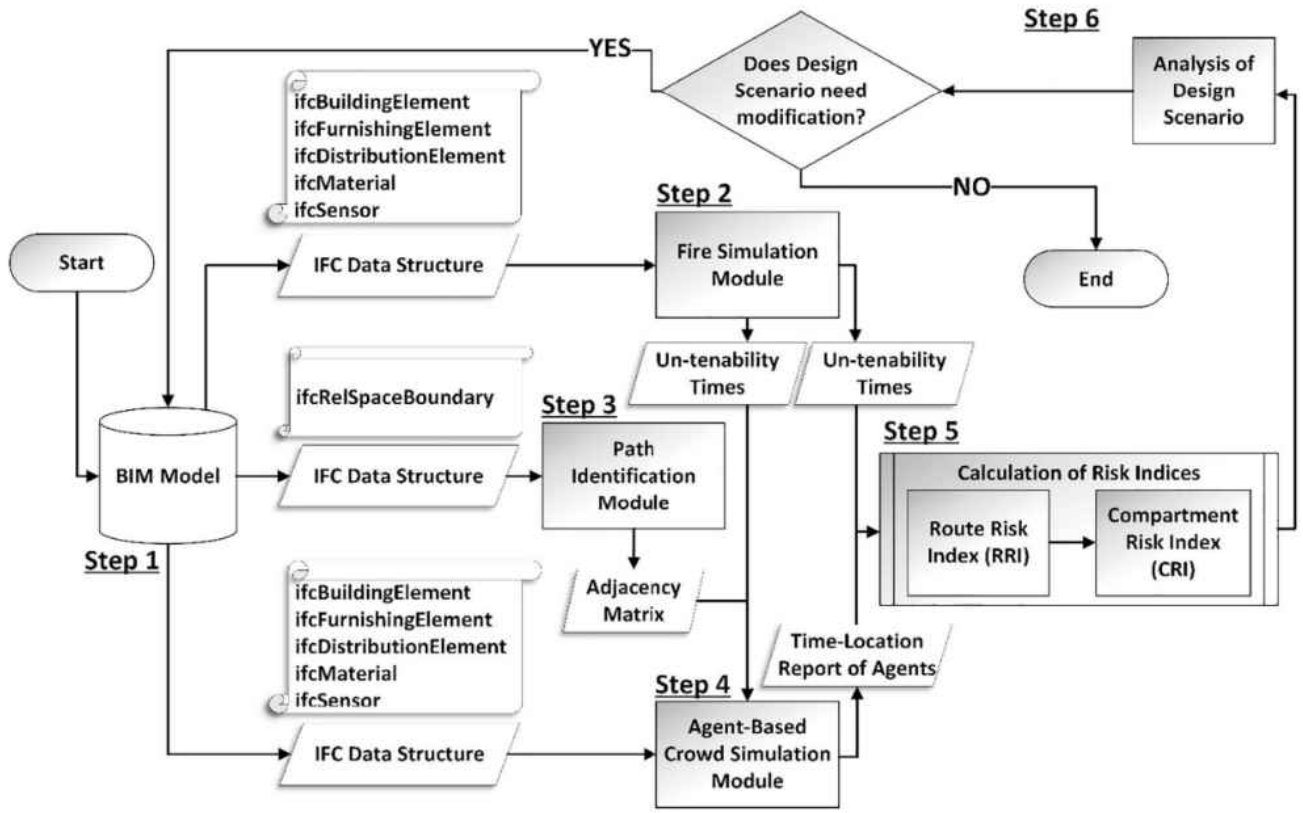 Step 6
YES
Does Design
Scenario need
modification?
Analysis of
Design
Scenario
ifcBuildingElement
ifcFurnishingElement
ifcDistributionElement
ifcMaterial
ifcSensor
NO
Step 2
Start
IFC Data Structure
Fire Simulation
Module
End
Un-tenability
Times
Un-tenability
Times
ifcRelSpaceBoundary
Step 3
Step 5
BIM Model
IFC Data Structure
Path
Identification
Module
Calculation of Risk Indices
Route Risk
Index (RRI)
Compartment
Risk Index
(CRI)
Step 1
ifcBuildingElement
ifcFurnishingElement
ifcDistributionElement
ifcMaterial
ifcSensor
Adjacency
Matrix
Time-Location
Report of Agents
Step 4
IFC Data Structure
Agent-Based
Crowd Simulation
Module